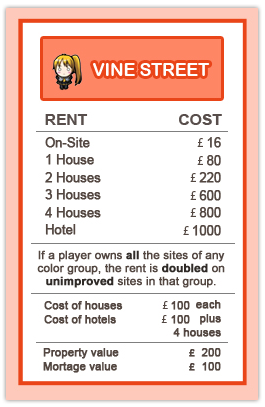 VINE STREET
RENT COST
On-Site £ 16
1 House £ 80
2 Houses £ 220
3 Houses £ 600
4 Houses £ 800
Hotel £ 1000
If a player owns all the sites of any
color group, the rent is doubled on
unimproved sites in that group.
Cost of houses £ 100 each
Cost of hotels £ 100 plus
4 houses
Property value £ 200
Mortage value £ 100